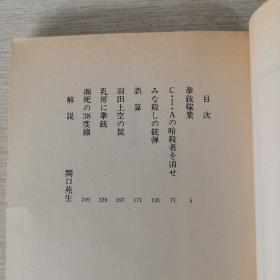 目次
拳銃稼業 5
C・I・Aの暗殺者を消せ 71
みな殺しの銃弾 135
誤算 171
羽田上空の罠 197
乳房に拳銃 229
瀕死の38度線 249
解説 関口苑生